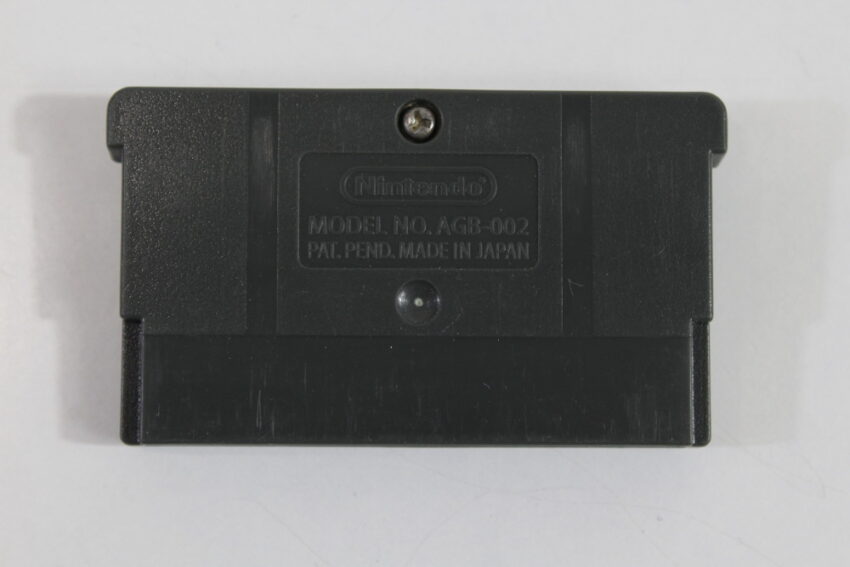 Nintendo®
MODEL NO. AGB-002
PAT. PEND. MADE IN JAPAN